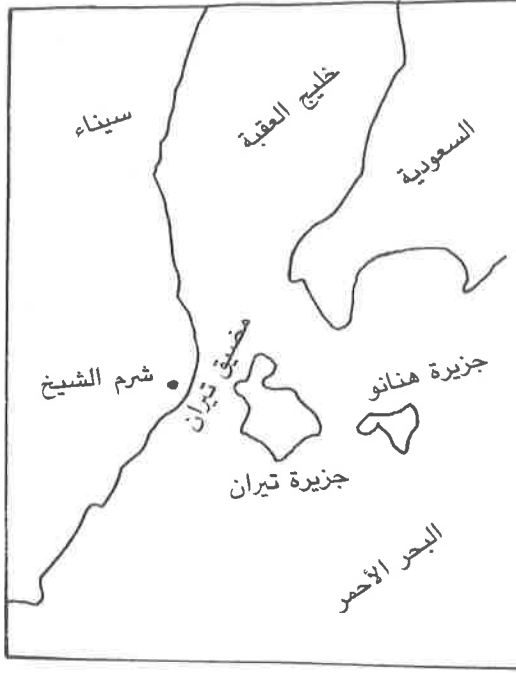 خليج العقبة
سيناء
السعودية
مضيق تيران
جزيرة هنانو
شرم الشيخ
جزيرة تيران
البحر الأحمر